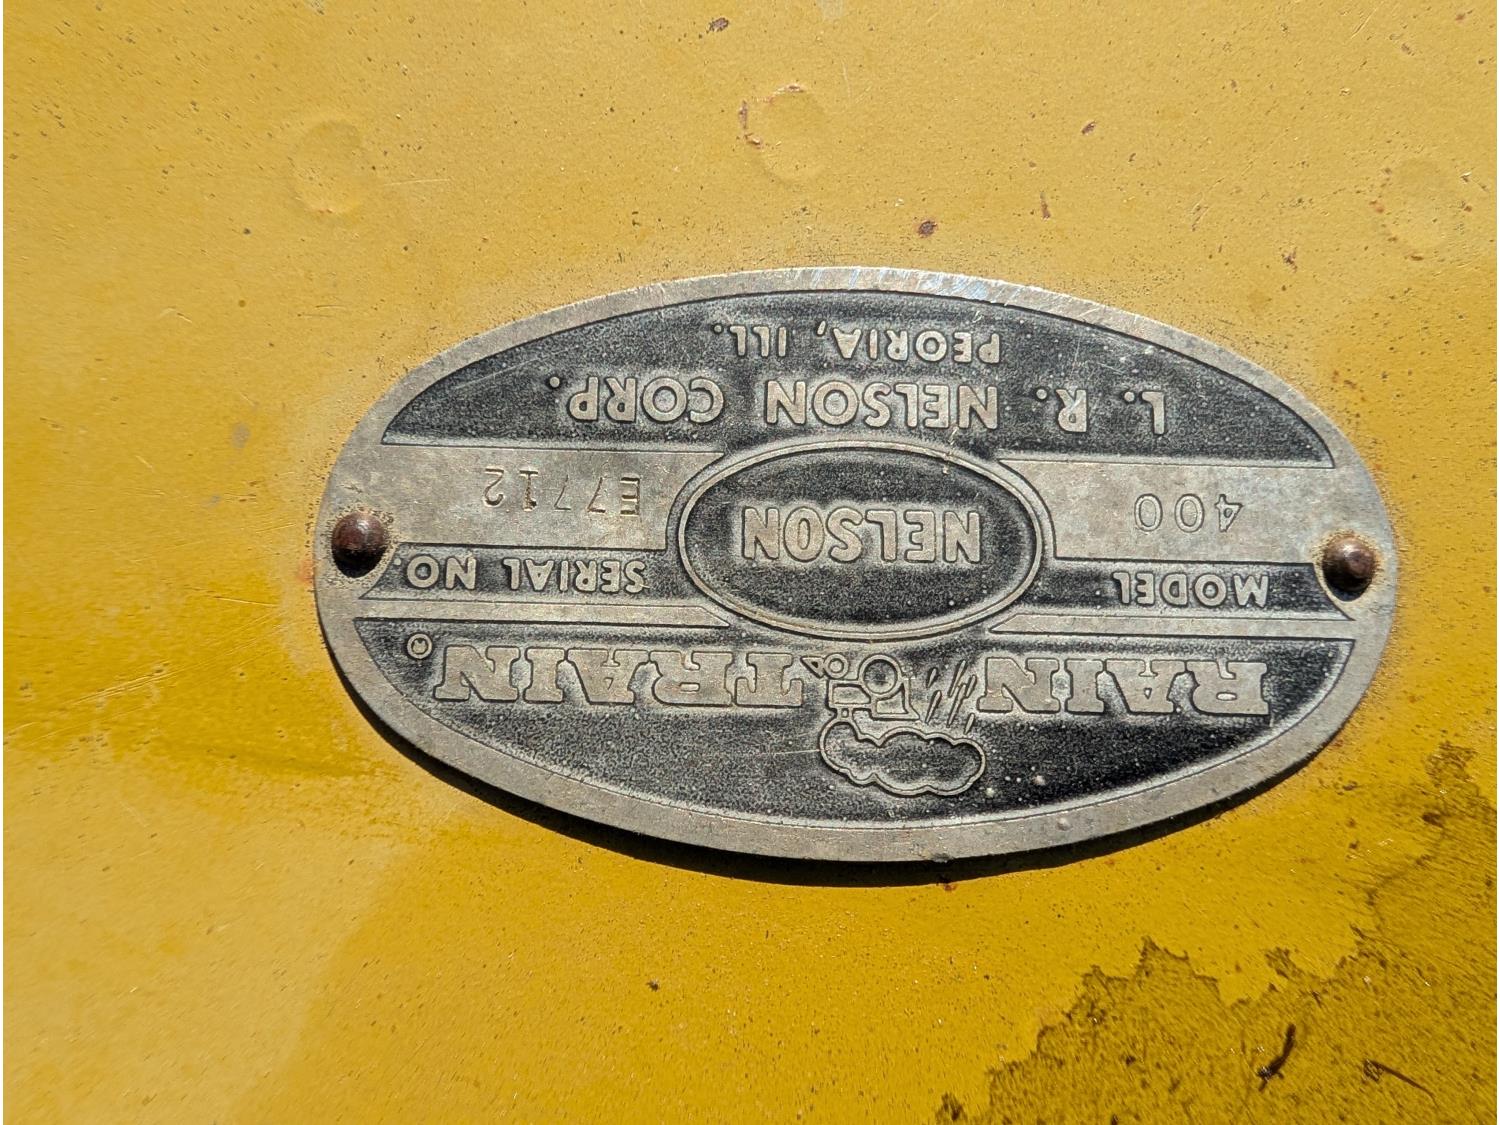 RAIN TRAIN®
MODEL
SERIAL NO.
400
NELSON
E7712
L. R. NELSON CORP.
PEORIA, ILL.